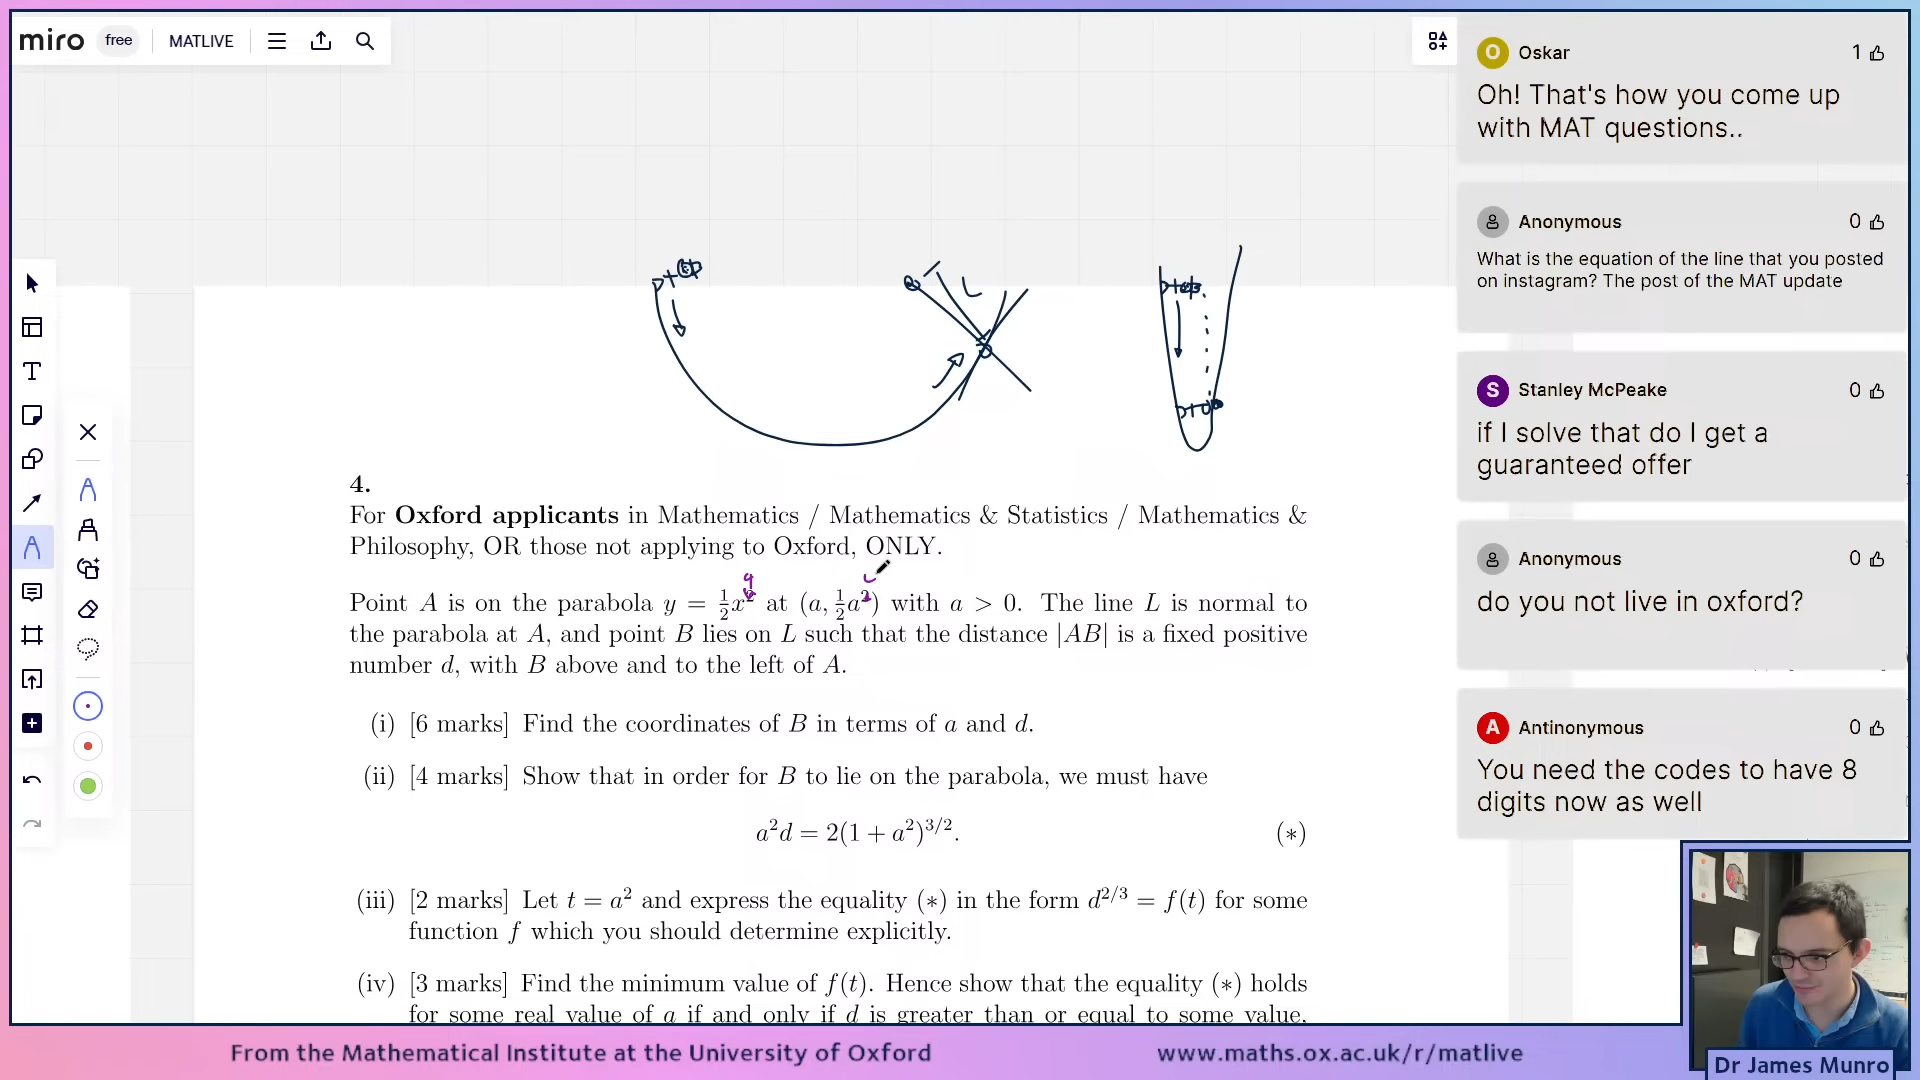 miro free MATLIVE
L
4.
For Oxford applicants in Mathematics / Mathematics & Statistics / Mathematics &
Philosophy, OR those not applying to Oxford, ONLY.
Point A is on the parabola y = ½x² at (a, ½a²) with a > 0. The line L is normal to
the parabola at A, and point B lies on L such that the distance |AB| is a fixed positive
number d, with B above and to the left of A.
(i) [6 marks] Find the coordinates of B in terms of a and d.
(ii) [4 marks] Show that in order for B to lie on the parabola, we must have
a²d = 2(1 + a²)^{3/2}. (∗)
(iii) [2 marks] Let t = a² and express the equality (∗) in the form d^{2/3} = f(t) for some
function f which you should determine explicitly.
(iv) [3 marks] Find the minimum value of f(t). Hence show that the equality (∗) holds
for some real value of a if and only if d is greater than or equal to some value,
O Oskar 1
Oh! That's how you come up
with MAT questions..
Anonymous 0
What is the equation of the line that you posted
on instagram? The post of the MAT update
S Stanley McPeake 0
if I solve that do I get a
guaranteed offer
Anonymous 0
do you not live in oxford?
A Antinonymous 0
You need the codes to have 8
digits now as well
From the Mathematical Institute at the University of Oxford
www.maths.ox.ac.uk/r/matlive
Dr James Munro